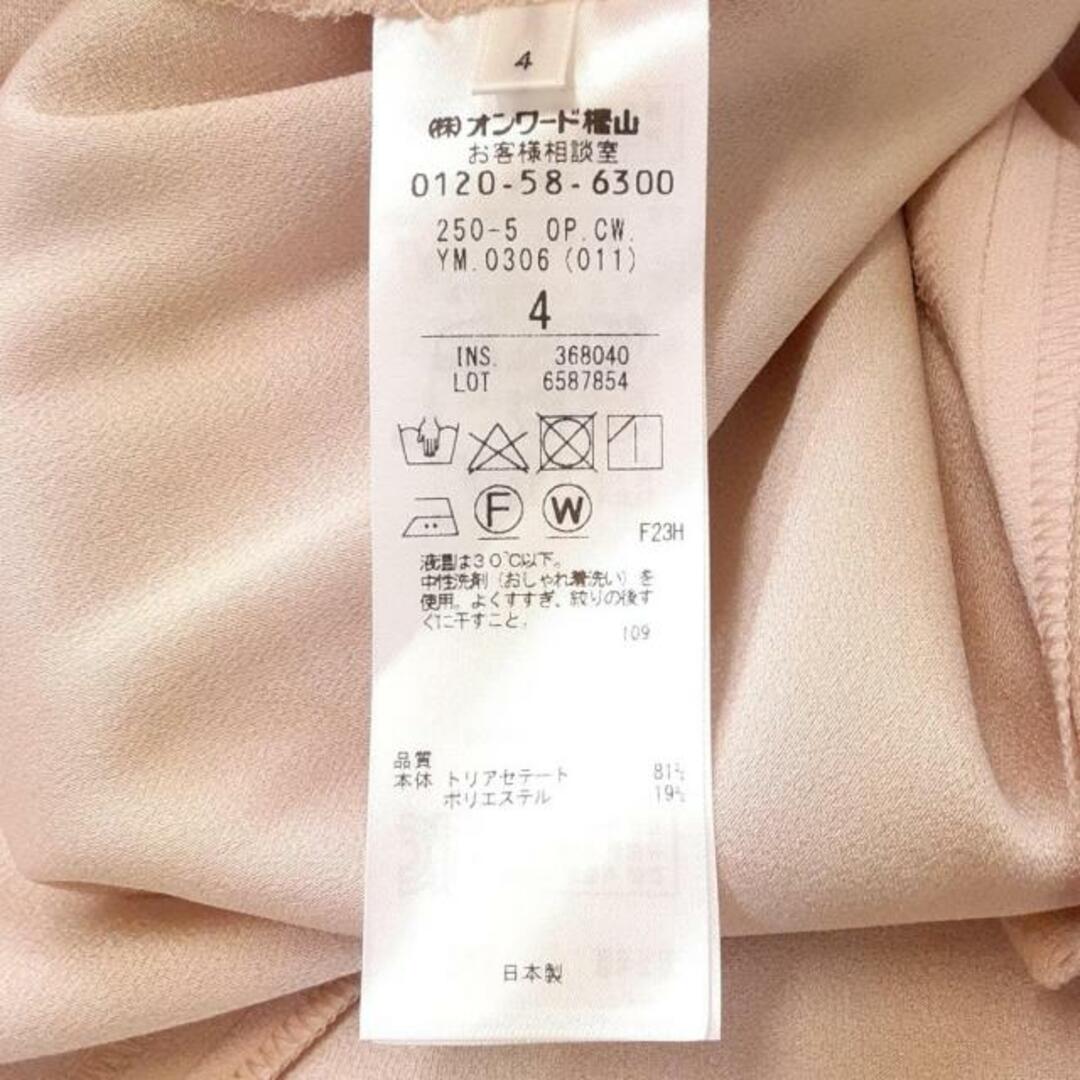 4
(株)オンワード樫山
お客様相談室
0120-58-6300
250-5 OP.CW.
YM.0306(011)
4
INS. 368040
LOT 6587854
F W
F23H
液温は30℃以下。
中性洗剤(おしゃれ着洗い)を
使用。よくすすぎ、絞りの後す
ぐに干すこと。
109
品質
本体 トリアセテート 81%
ポリエステル 19%
日本製